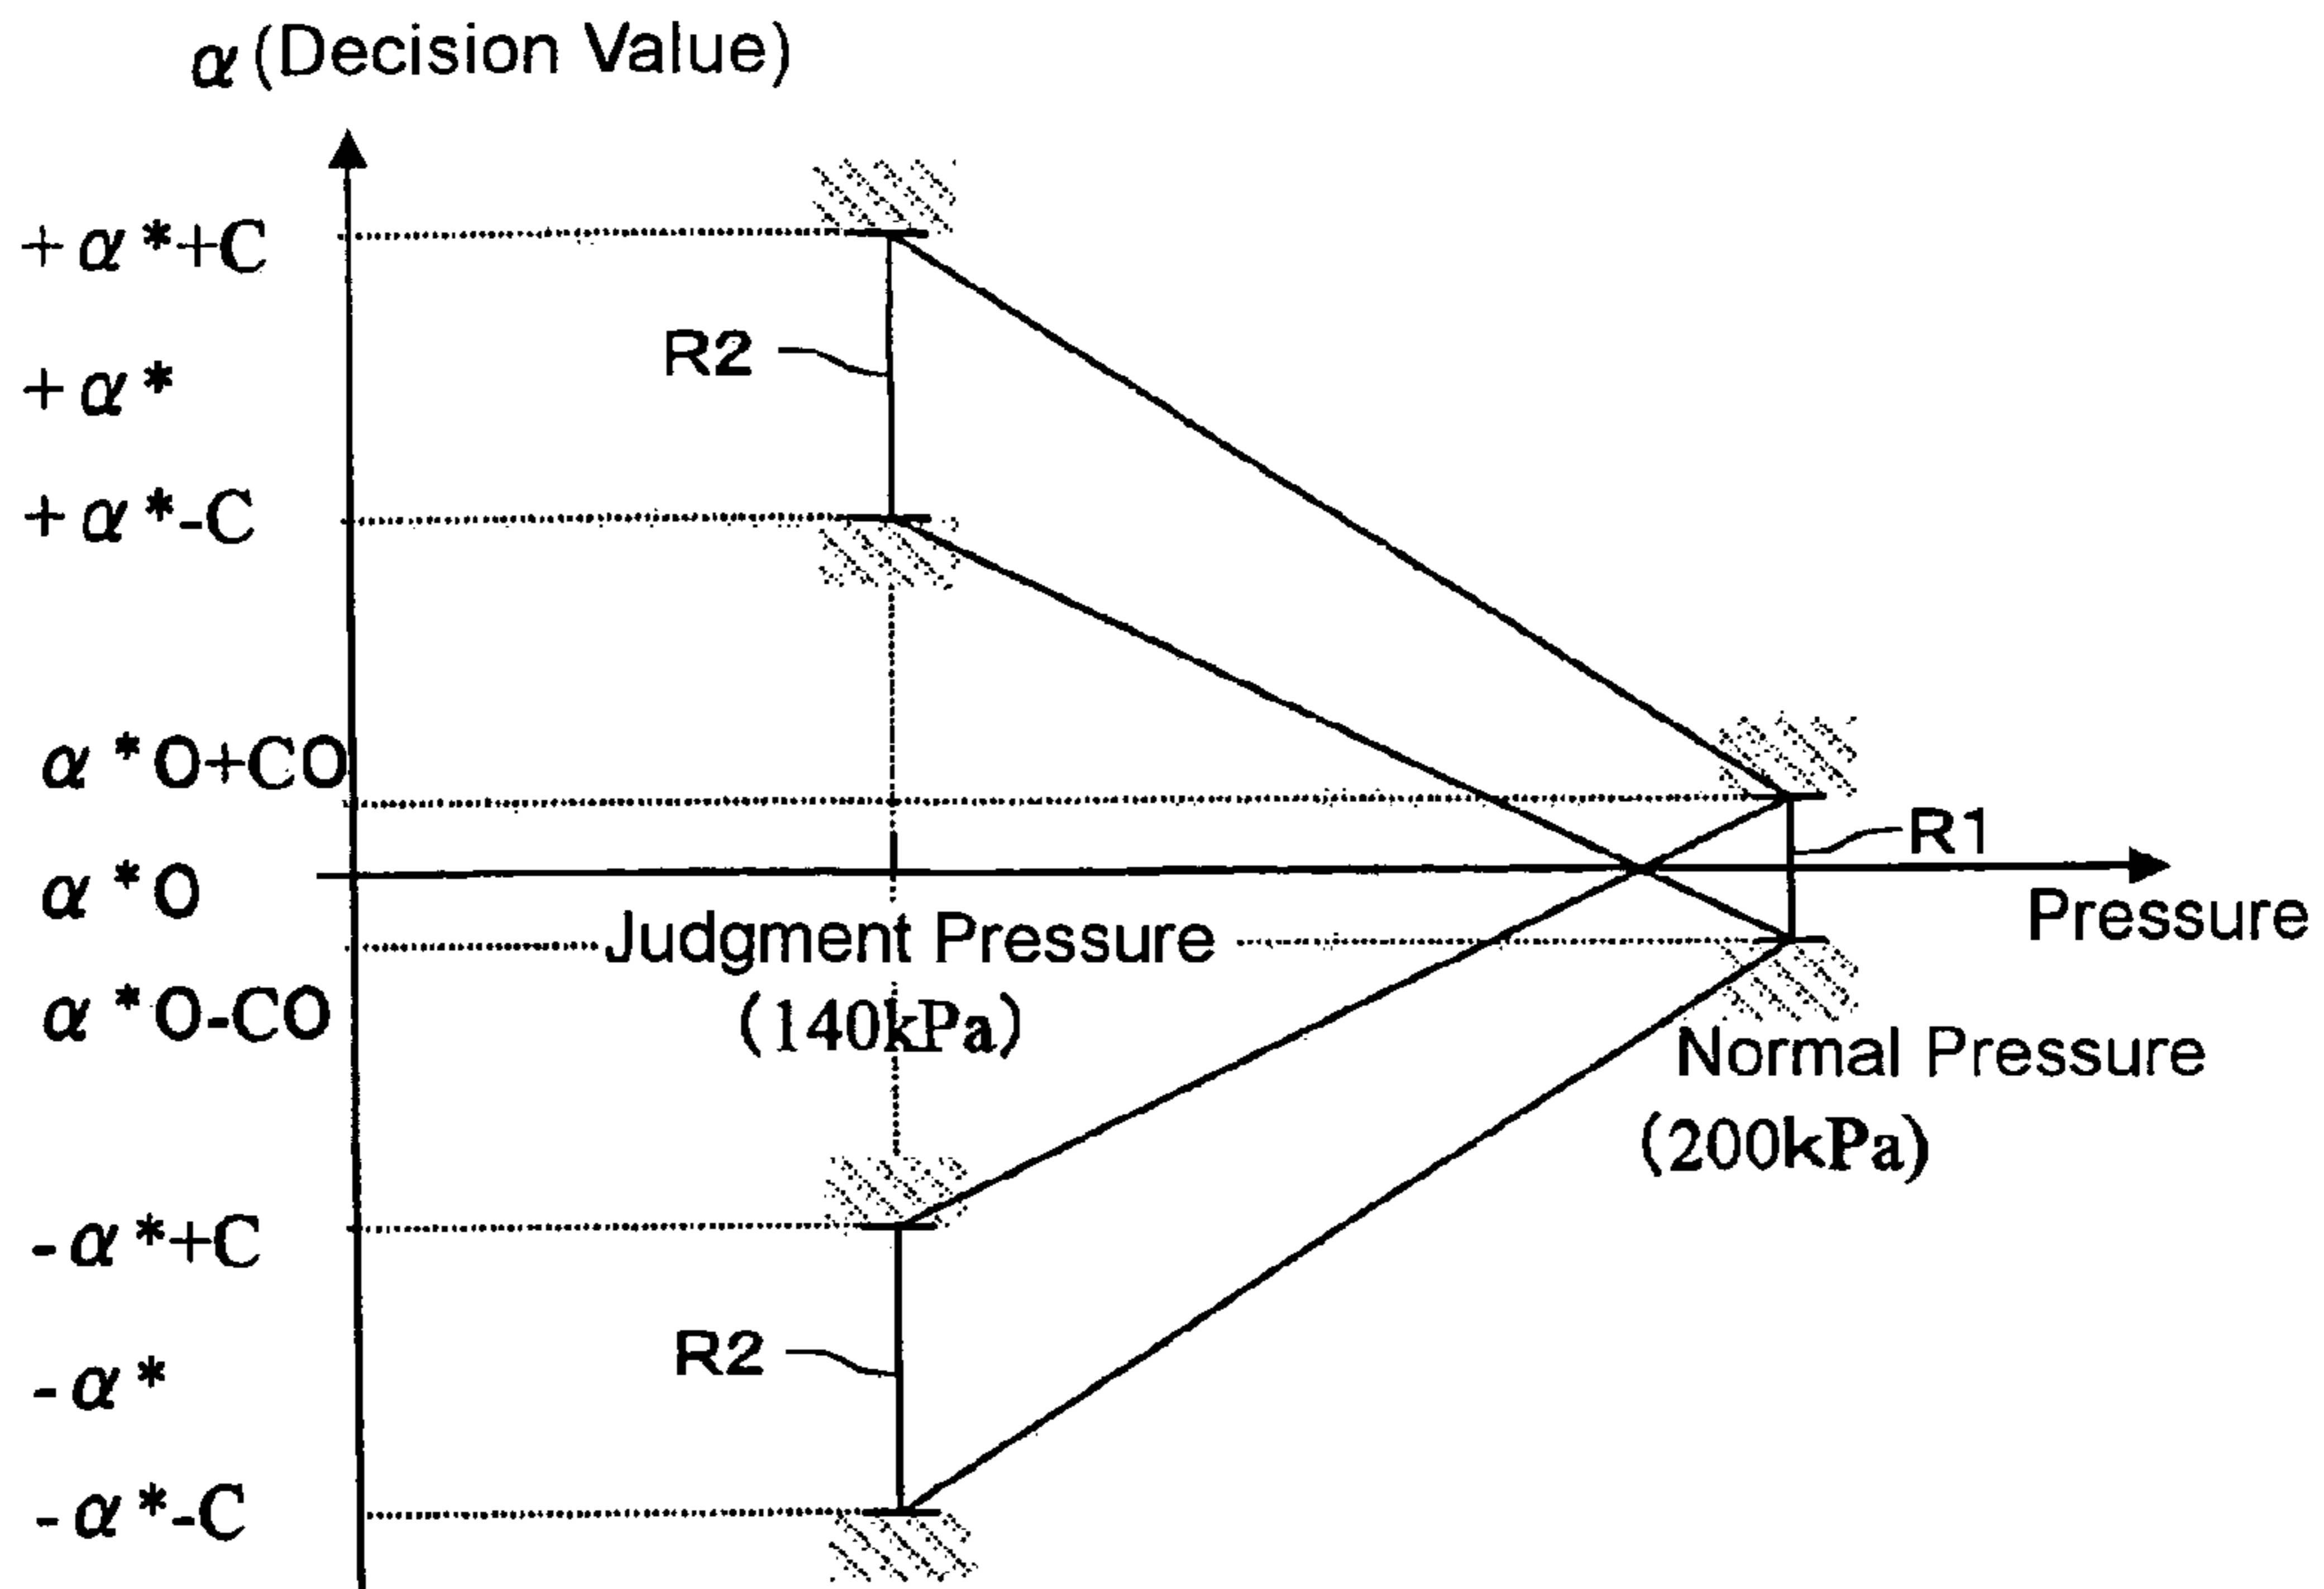 α (Decision Value)
+α*+C
R2
+α*
+α*-C
α*O+CO
R1
α*O
Pressure
Judgment Pressure
(140kPa)
α*O-CO
Normal Pressure
(200kPa)
-α*+C
R2
-α*
-α*-C